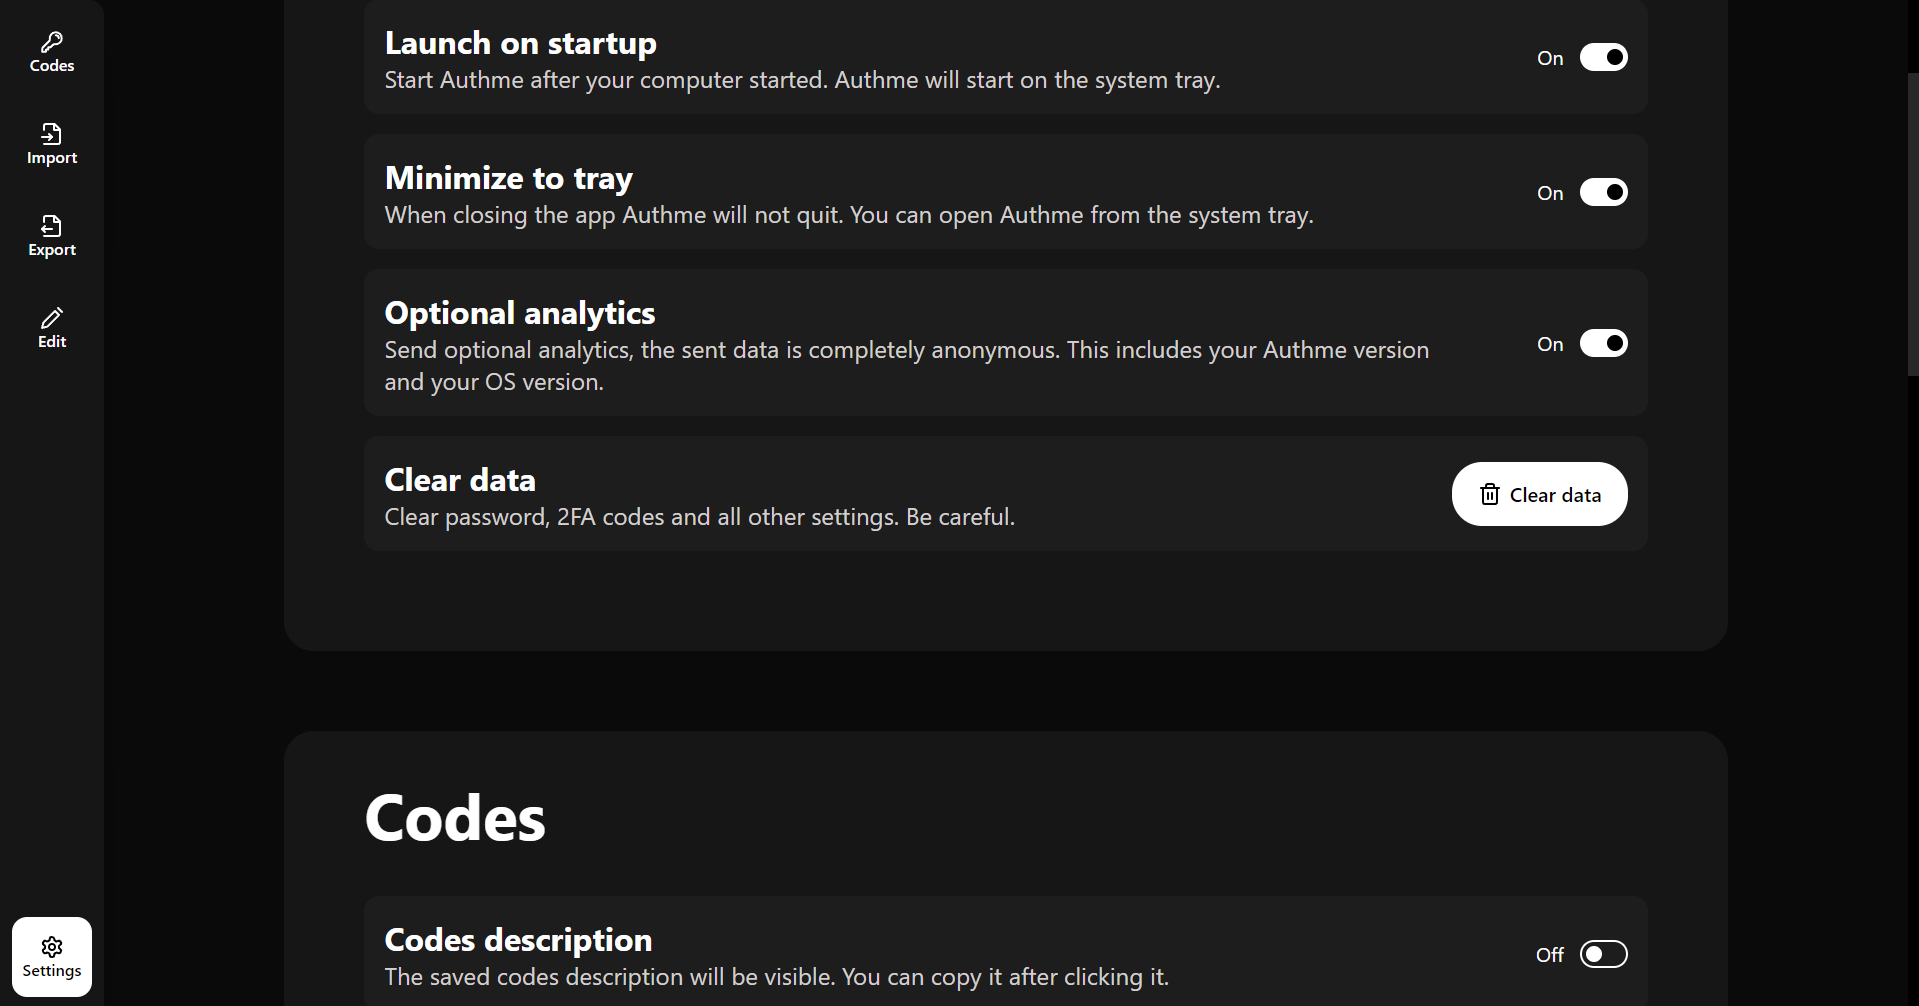 Codes
Import
Export
Edit
Settings
Launch on startup
Start Authme after your computer started. Authme will start on the system tray.
On
Minimize to tray
When closing the app Authme will not quit. You can open Authme from the system tray.
On
Optional analytics
Send optional analytics, the sent data is completely anonymous. This includes your Authme version
and your OS version.
On
Clear data
Clear password, 2FA codes and all other settings. Be careful.
Clear data
Codes
Codes description
The saved codes description will be visible. You can copy it after clicking it.
Off